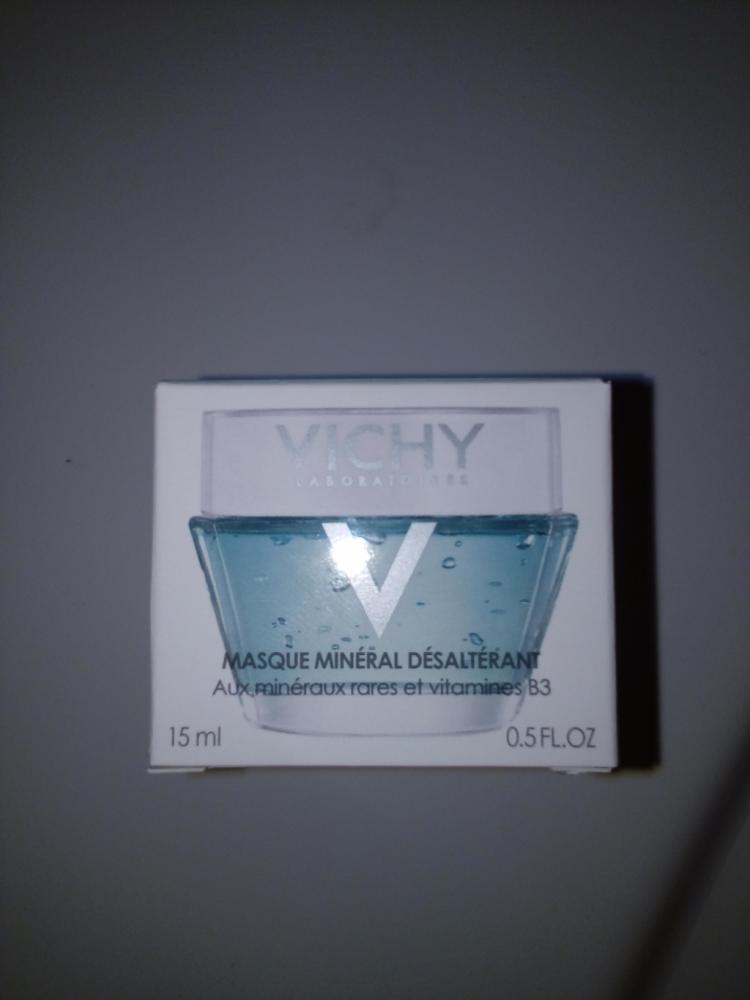 VICHY
LABORATOIRES
V
MASQUE MINÉRAL DÉSALTÉRANT
Aux minéraux rares et vitamines B3
15 ml
0.5 FL.OZ